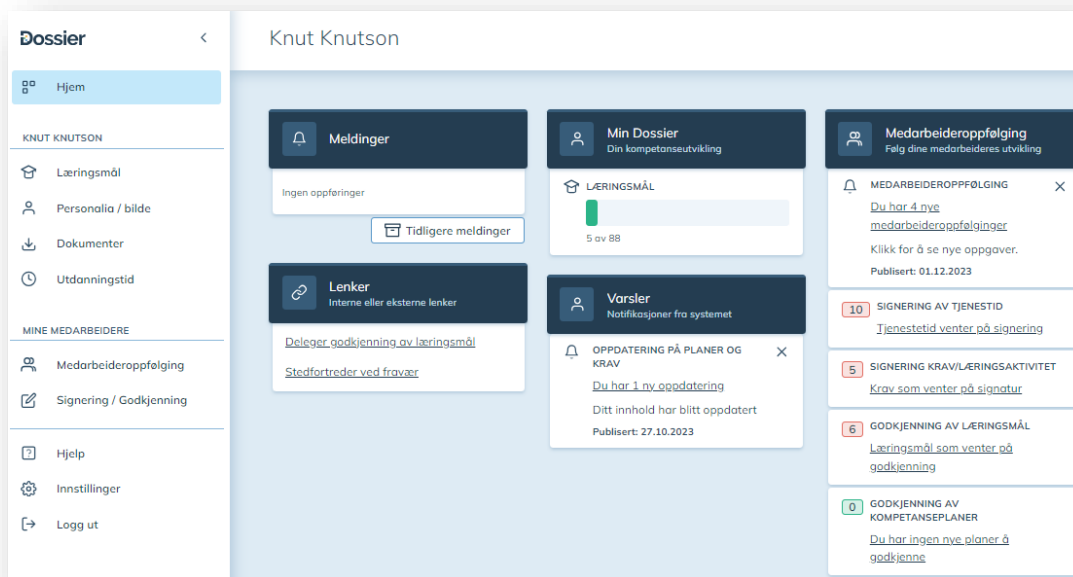 Dossier
Hjem
KNUT KNUTSON
Læringsmål
Personalia / bilde
Dokumenter
Utdanningstid
MINE MEDARBEIDERE
Medarbeideroppfølging
Signering / Godkjenning
Hjelp
Innstillinger
Logg ut
Knut Knutson
Meldinger
Ingen oppføringer
Tidligere meldinger
Lenker
Interne eller eksterne lenker
Deleger godkjenning av læringsmål
Stedfortreder ved fravær
Min Dossier
Din kompetanseutvikling
LÆRINGSMÅL
5 av 88
Varsler
Notifikasjoner fra systemet
OPPDATERING PÅ PLANER OG
KRAV
Du har 1 ny oppdatering
Ditt innhold har blitt oppdatert
Publisert: 27.10.2023
Medarbeideroppfølging
Følg dine medarbeideres utvikling
MEDARBEIDEROPPFØLGING
Du har 4 nye
medarbeideroppfølginger
Klikk for å se nye oppgaver.
Publisert: 01.12.2023
10 SIGNERING AV TJENESTID
Tjenestetid venter på signering
5 SIGNERING KRAV/LÆRINGSAKTIVITET
Krav som venter på signatur
6 GODKJENNING AV LÆRINGSMÅL
Læringsmål som venter på
godkjenning
0 GODKJENNING AV
KOMPETANSEPLANER
Du har ingen nye planer å
godkjenne